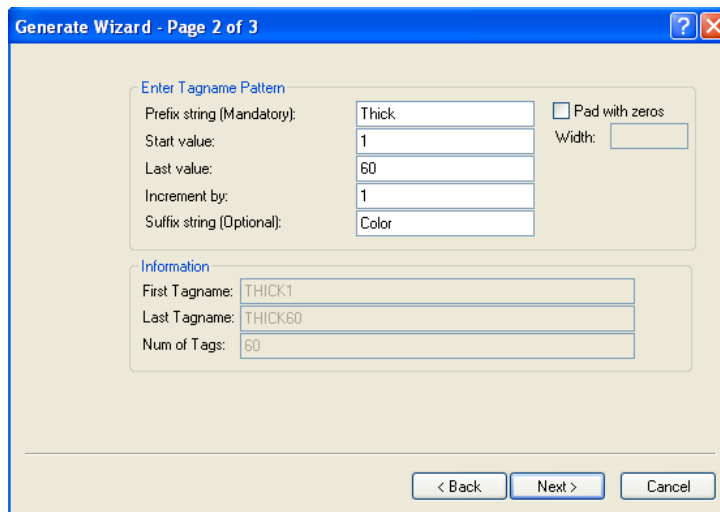 Generate Wizard - Page 2 of 3
Enter Tagname Pattern
Prefix string (Mandatory): Thick Pad with zeros
Start value: 1 Width:
Last value: 60
Increment by: 1
Suffix string (Optional): Color
Information
First Tagname: THICK1
Last Tagname: THICK60
Num of Tags: 60
< Back Next > Cancel